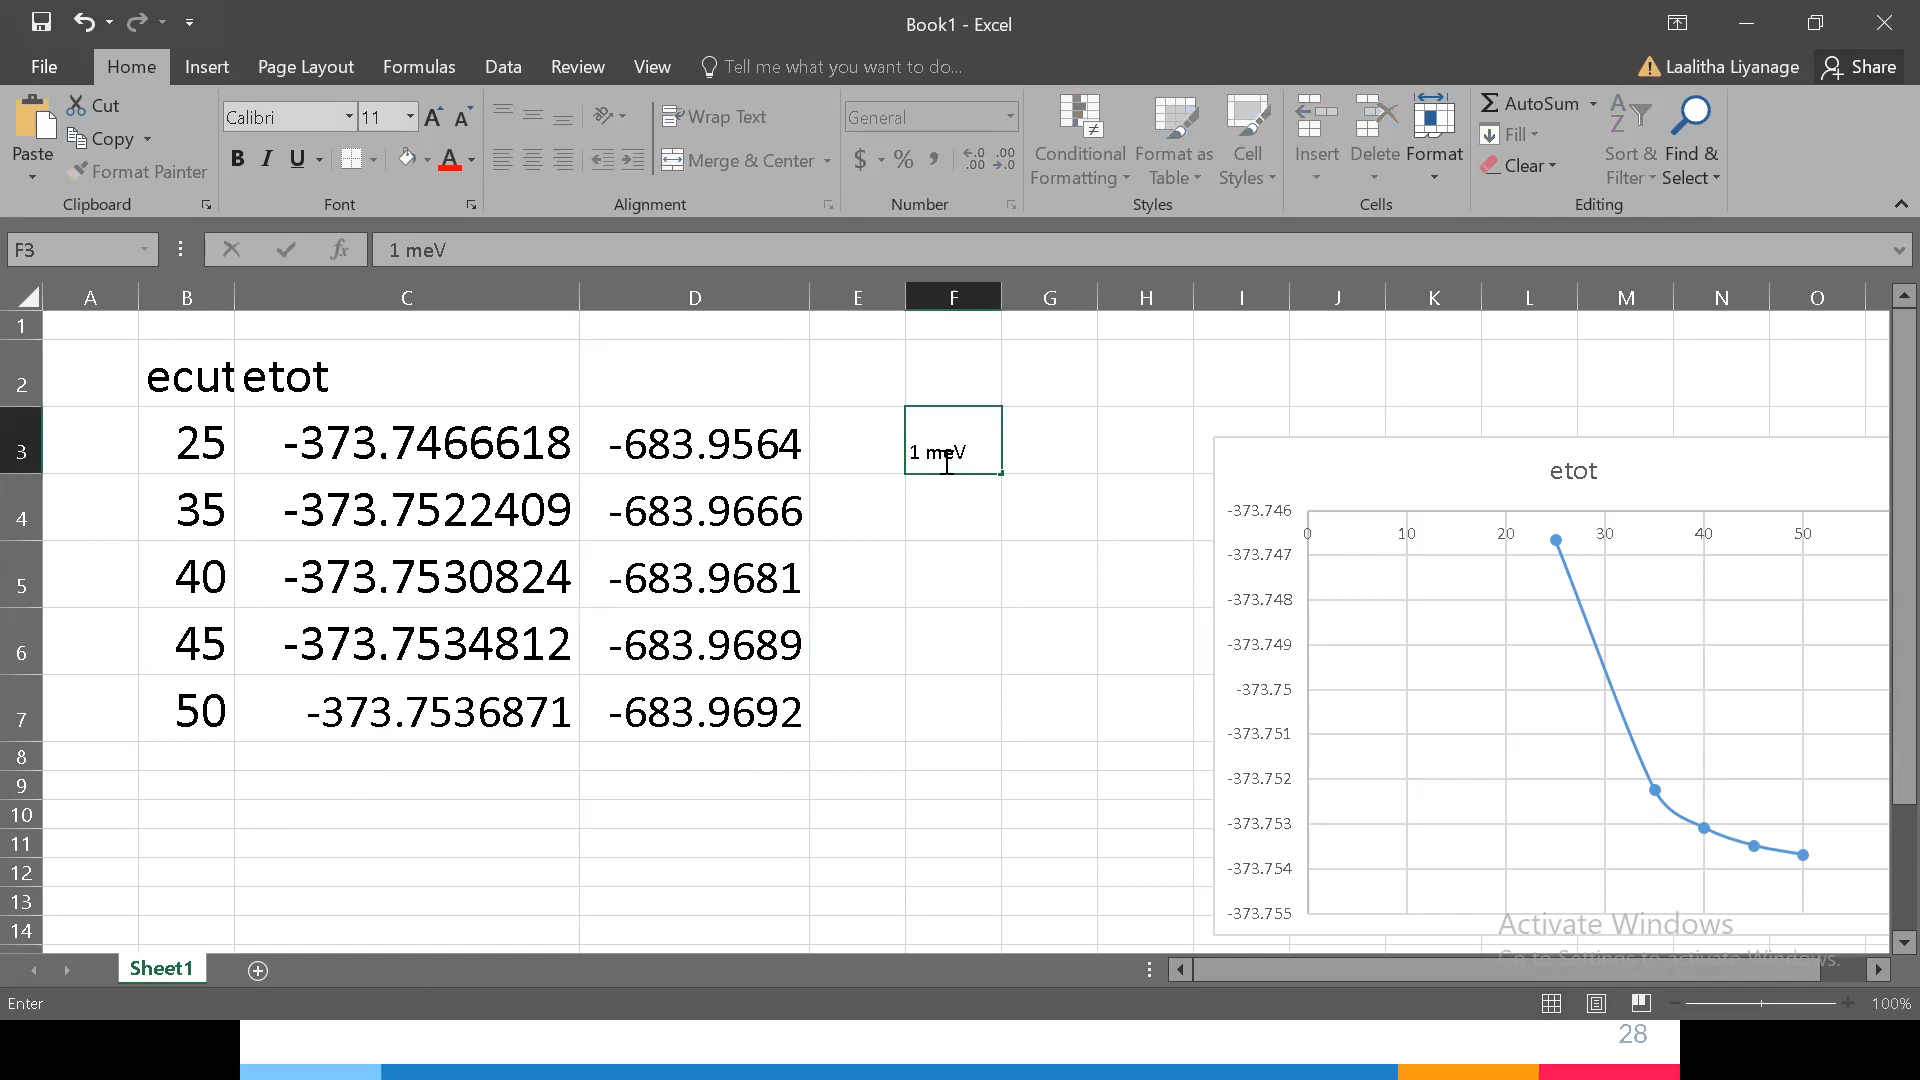 Book1 - Excel
File
Home
Insert
Page Layout
Formulas
Data
Review
View
Tell me what you want to do...
Laalitha Liyanage
Share
Paste
Cut
Copy
Format Painter
Clipboard
Calibri
11
B I U
Font
Wrap Text
Merge & Center
Alignment
General
$ % ,
Number
Conditional Formatting
Format as Table
Cell Styles
Styles
Insert
Delete
Format
Cells
AutoSum
Fill
Clear
Sort & Filter
Find & Select
Editing
F3
fx
1 meV
A B C D E F G H I J K L M N O
1
2 ecut etot
3 25 -373.7466618 -683.9564 1 meV
4 35 -373.7522409 -683.9666
5 40 -373.7530824 -683.9681
6 45 -373.7534812 -683.9689
7 50 -373.7536871 -683.9692
8
9
10
11
12
13
14
etot
-373.746
0 10 20 30 40 50
-373.747
-373.748
-373.749
-373.75
-373.751
-373.752
-373.753
-373.754
-373.755
Activate Windows
Go to Settings to activate Windows.
Sheet1
Enter
100%
28